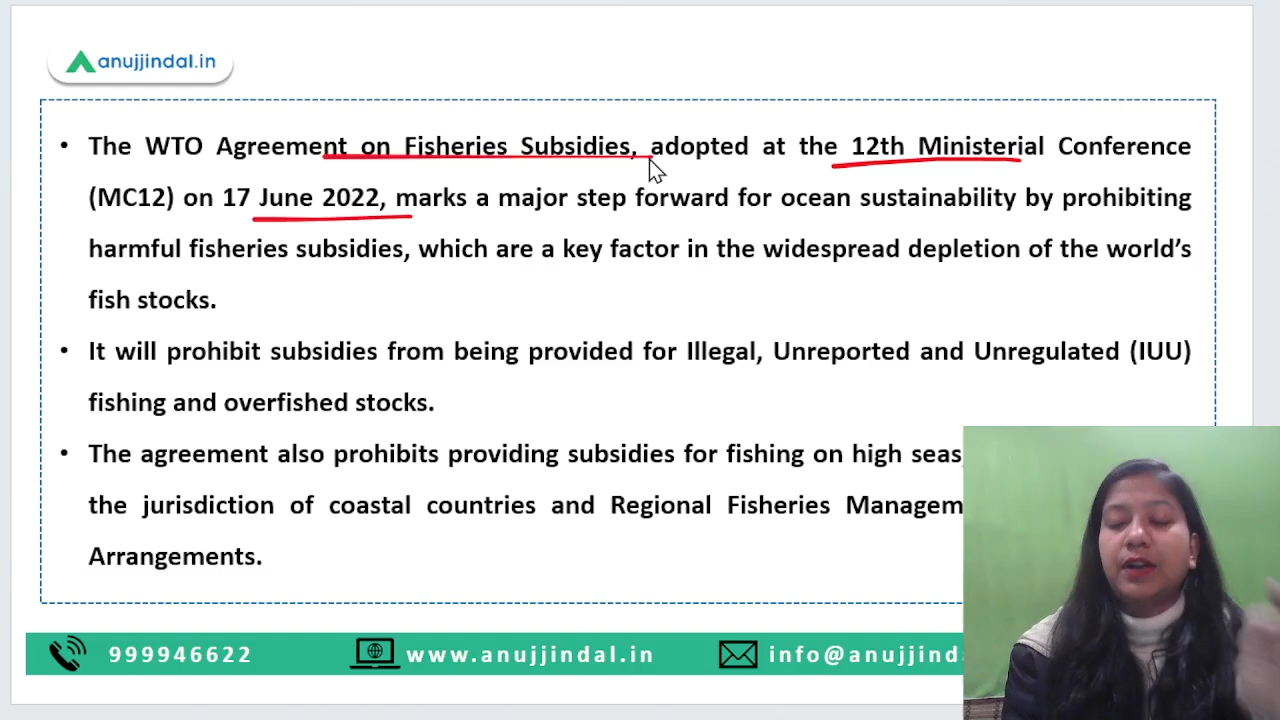 anujjindal.in
• The WTO Agreement on Fisheries Subsidies, adopted at the 12th Ministerial Conference
(MC12) on 17 June 2022, marks a major step forward for ocean sustainability by prohibiting
harmful fisheries subsidies, which are a key factor in the widespread depletion of the world’s
fish stocks.
• It will prohibit subsidies from being provided for Illegal, Unreported and Unregulated (IUU)
fishing and overfished stocks.
• The agreement also prohibits providing subsidies for fishing on high seas,
the jurisdiction of coastal countries and Regional Fisheries Managem
Arrangements.
999946622 www.anujjindal.in info@anujjinda